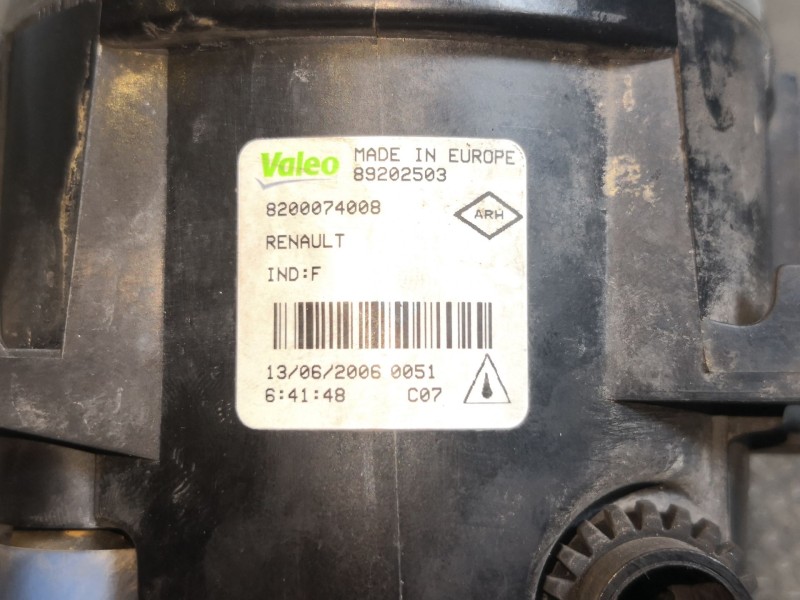 Valeo MADE IN EUROPE
89202503
8200074008
ARH
RENAULT
IND:F
13/06/2006 0051
6:41:48 C07